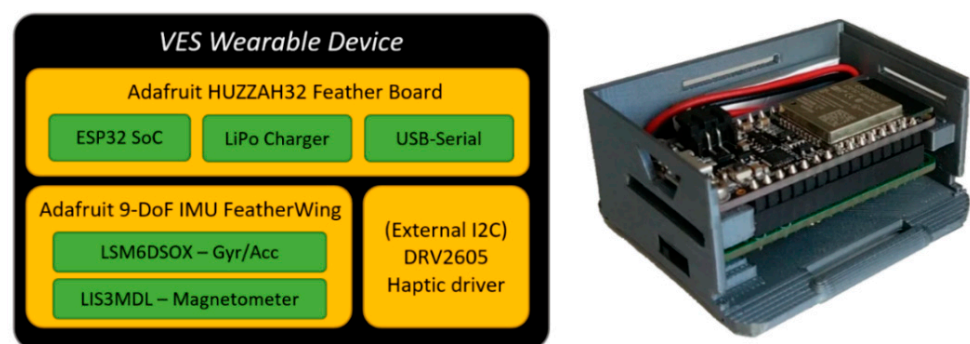 VES Wearable Device
Adafruit HUZZAH32 Feather Board
ESP32 SoC
LiPo Charger
USB-Serial
Adafruit 9-DoF IMU FeatherWing
LSM6DSOX – Gyr/Acc
LIS3MDL – Magnetometer
(External I2C)
DRV2605
Haptic driver